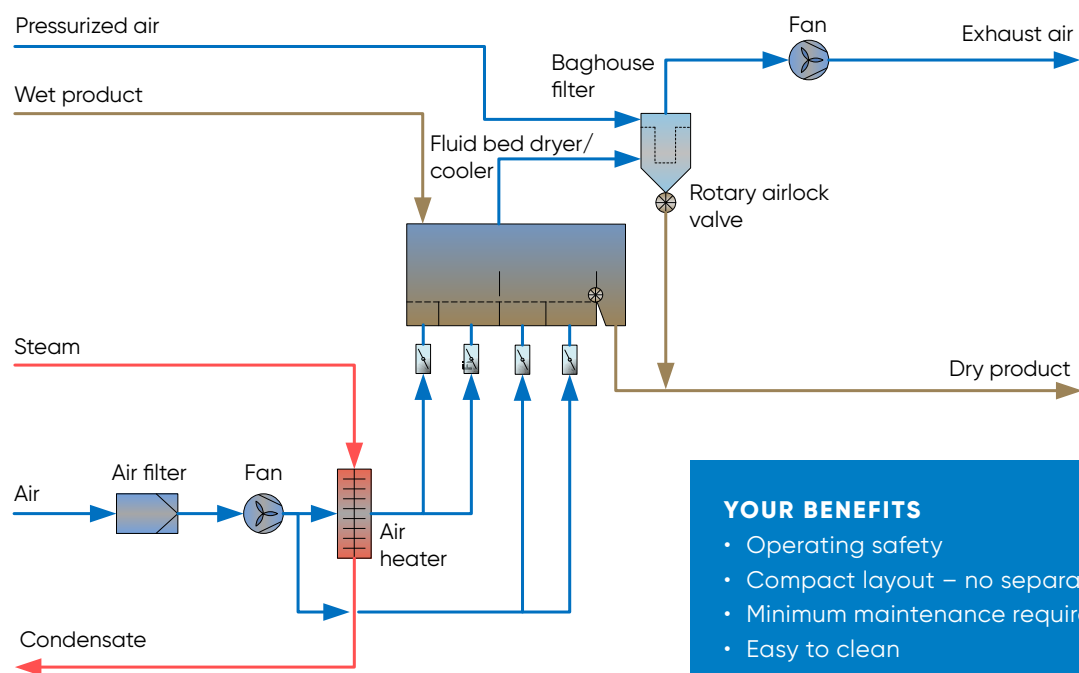 Pressurized air
Fan
Exhaust air
Baghouse
filter
Wet product
Fluid bed dryer/
cooler
Rotary airlock
valve
Steam
Dry product
Air filter
Fan
Air
Air
heater
Condensate
YOUR BENEFITS
• Operating safety
• Compact layout – no
• Minimum maintenance
• Easy to clean